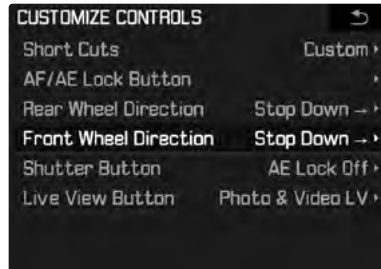 CUSTOMIZE CONTROLS
Short Cuts Custom
AF/AE Lock Button
Rear Wheel Direction Stop Down →
Front Wheel Direction Stop Down →
Shutter Button AE Lock Off
Live View Button Photo & Video LV